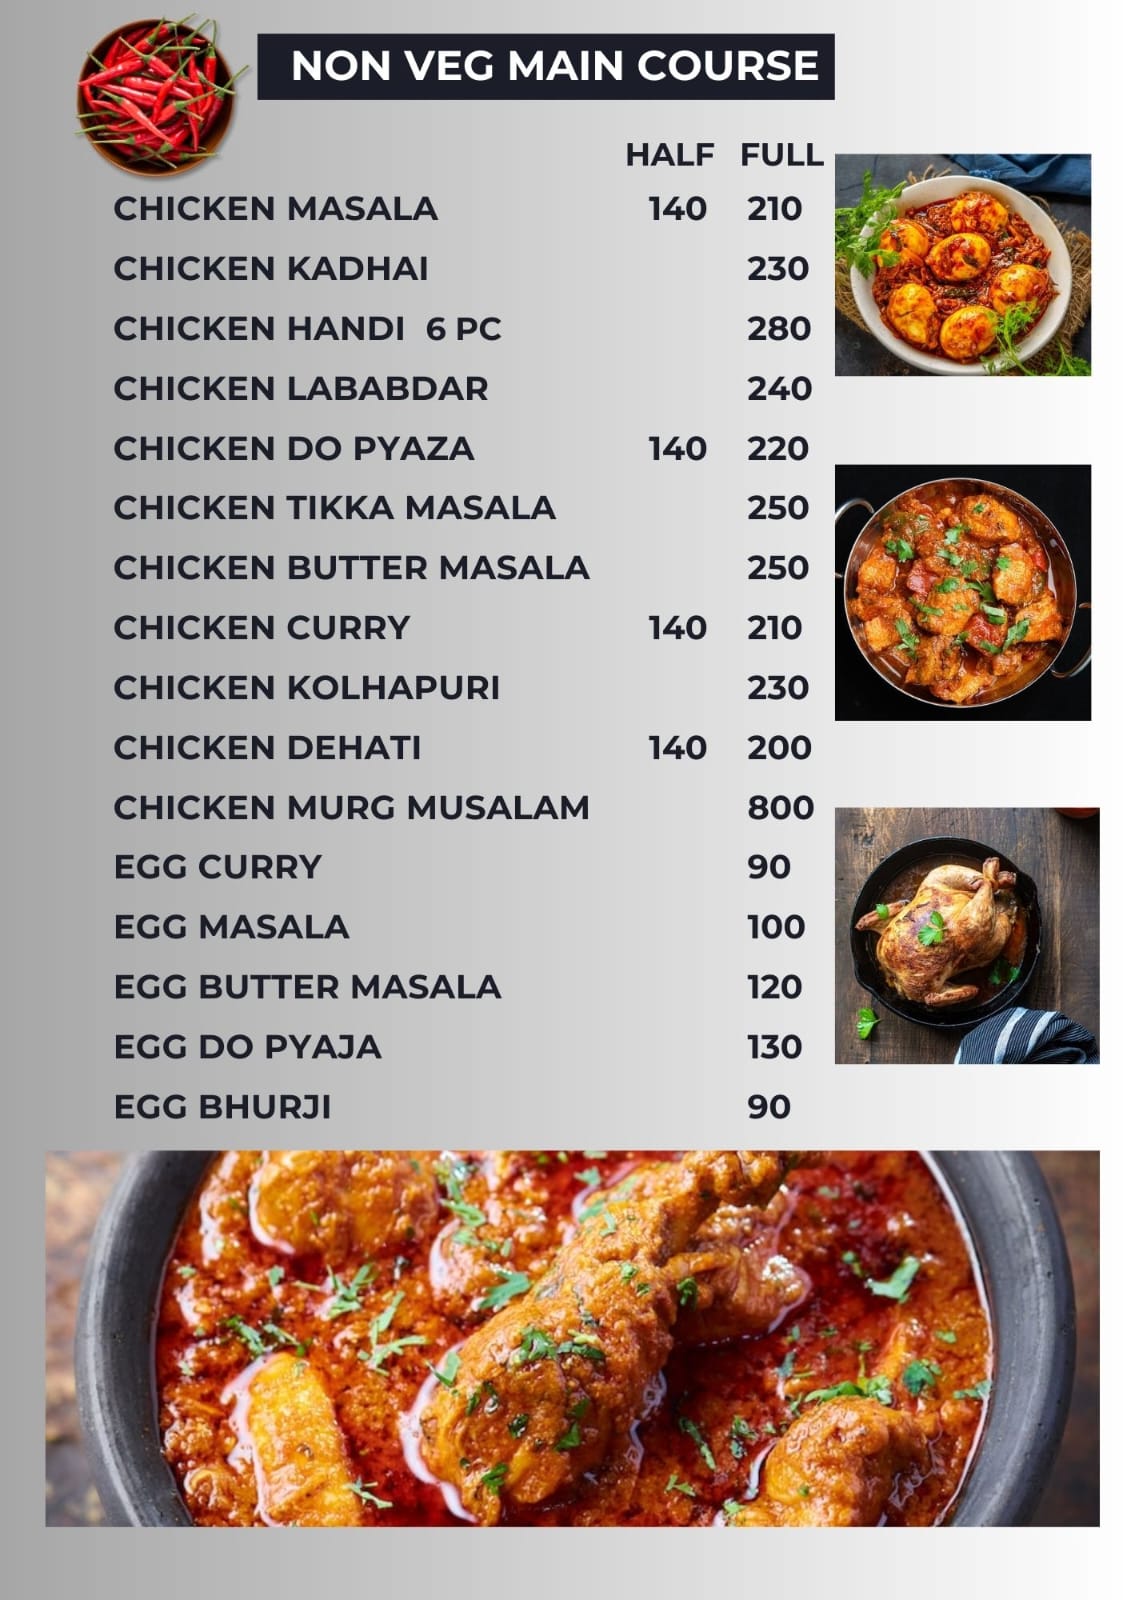 NON VEG MAIN COURSE
HALF FULL
CHICKEN MASALA 140 210
CHICKEN KADHAI 230
CHICKEN HANDI 6 PC 280
CHICKEN LABABDAR 240
CHICKEN DO PYAZA 140 220
CHICKEN TIKKA MASALA 250
CHICKEN BUTTER MASALA 250
CHICKEN CURRY 140 210
CHICKEN KOLHAPURI 230
CHICKEN DEHATI 140 200
CHICKEN MURG MUSALAM 800
EGG CURRY 90
EGG MASALA 100
EGG BUTTER MASALA 120
EGG DO PYAJA 130
EGG BHURJI 90